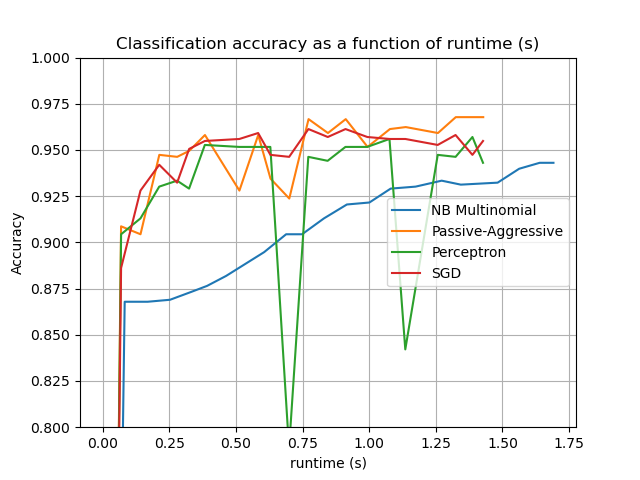 Classification accuracy as a function of runtime (s)
1.000
0.975
0.950
0.925
0.900
0.875
0.850
0.825
0.800
Accuracy
NB Multinomial
Passive-Aggressive
Perceptron
SGD
0.00 0.25 0.50 0.75 1.00 1.25 1.50 1.75
runtime (s)